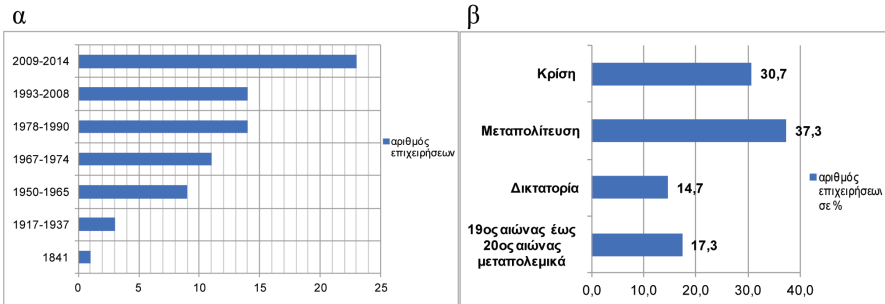 α
2009-2014
1993-2008
1978-1990
1967-1974
1950-1965
1917-1937
1841
0 5 10 15 20 25
αριθμός
επιχειρήσεων
β
Κρίση
30,7
Μεταπολίτευση
37,3
Δικτατορία
14,7
19ος αιώνας έως
20ος αιώνας
μεταπολεμικά
17,3
0,0 10,0 20,0 30,0 40,0
αριθμός
επιχειρήσεων
σε %